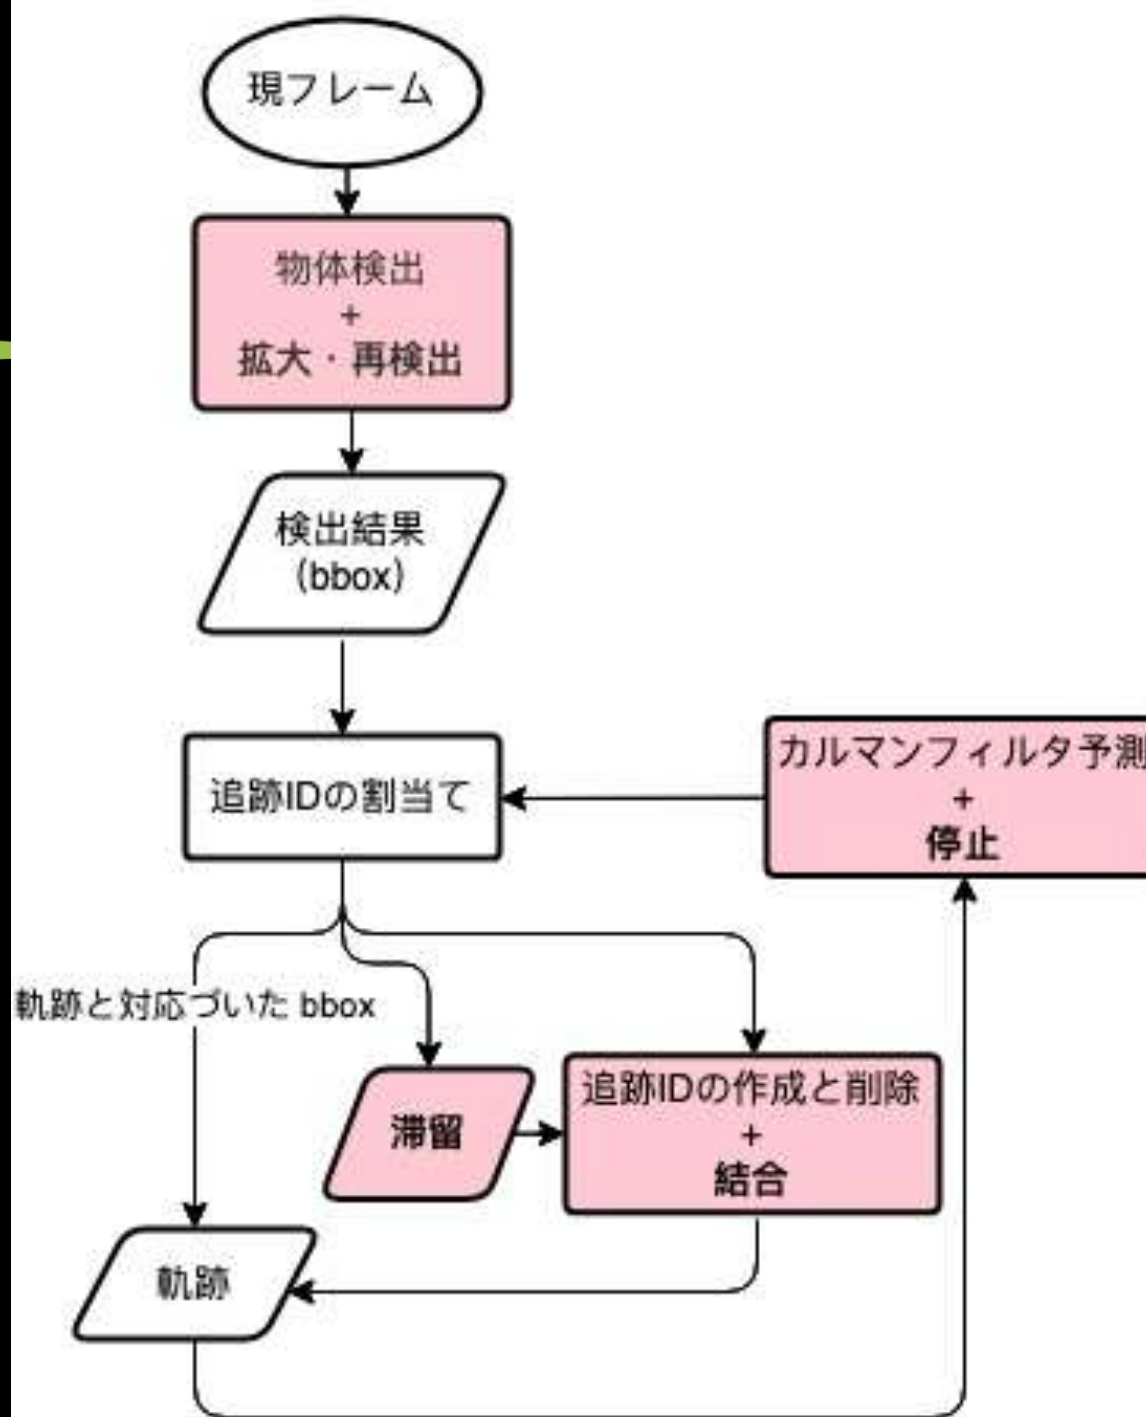 現フレーム
物体検出
+
拡大・再検出
検出結果
(bbox)
追跡IDの割当て
カルマンフィルタ予測
+
停止
軌跡と対応づいた bbox
滞留
追跡IDの作成と削除
+
結合
軌跡